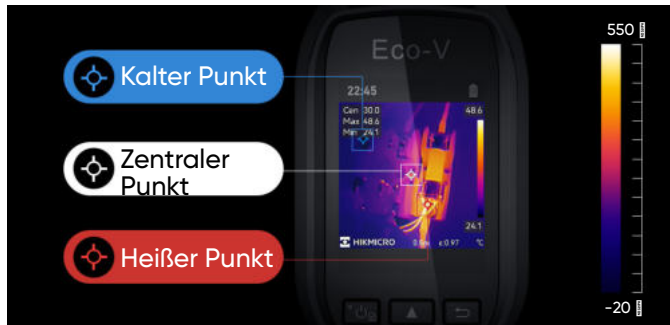 Eco-V
550
Kalter Punkt
22:45
Cen 30.0
Max 48.6
Min 24.1
48.6
Zentraler
Punkt
24.1
Heißer Punkt
HIKMICRO
ε:0.97
°C
-20